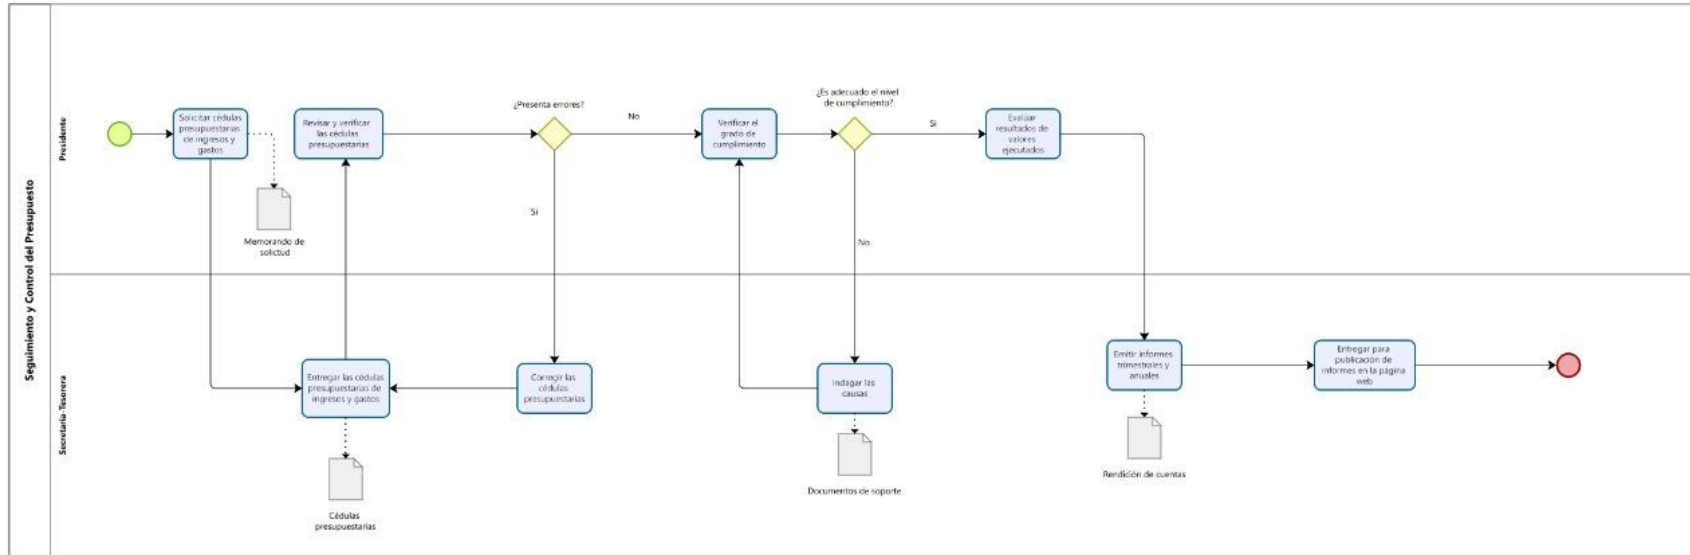 Seguimiento y Control del Presupuesto
Presidente
Solicitar cédulas
presupuestarias
de ingresos y
gastos
Memorando de
solictud
Revisar y verificar
las cédulas
presupuestarias
¿Presenta errores?
No
Si
Verificar el
grado de
cumplimiento
¿Es adecuado el nivel
de cumplimiento?
Si
No
Evaluar
resultados de
valores
ejecutados
Secretaria-Tesorera
Entregar las cédulas
presupuestarias de
ingresos y gastos
Cédulas
presupuestarias
Corregir las
cédulas
presupuestarias
Indagar las
causas
Documentos de soporte
Emitir informes
trimestrales y
anuales
Rendición de cuentas
Entregar para
publicación de
informes en la página
web